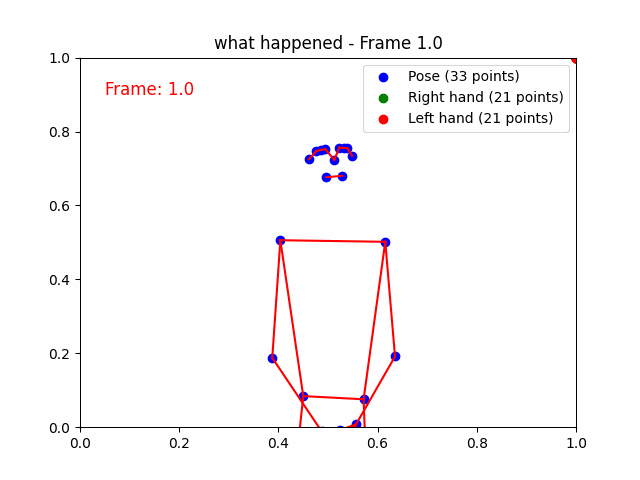 what happened - Frame 1.0
Frame: 1.0
Pose (33 points)
Right hand (21 points)
Left hand (21 points)
1.0
0.8
0.6
0.4
0.2
0.0
0.0 0.2 0.4 0.6 0.8 1.0